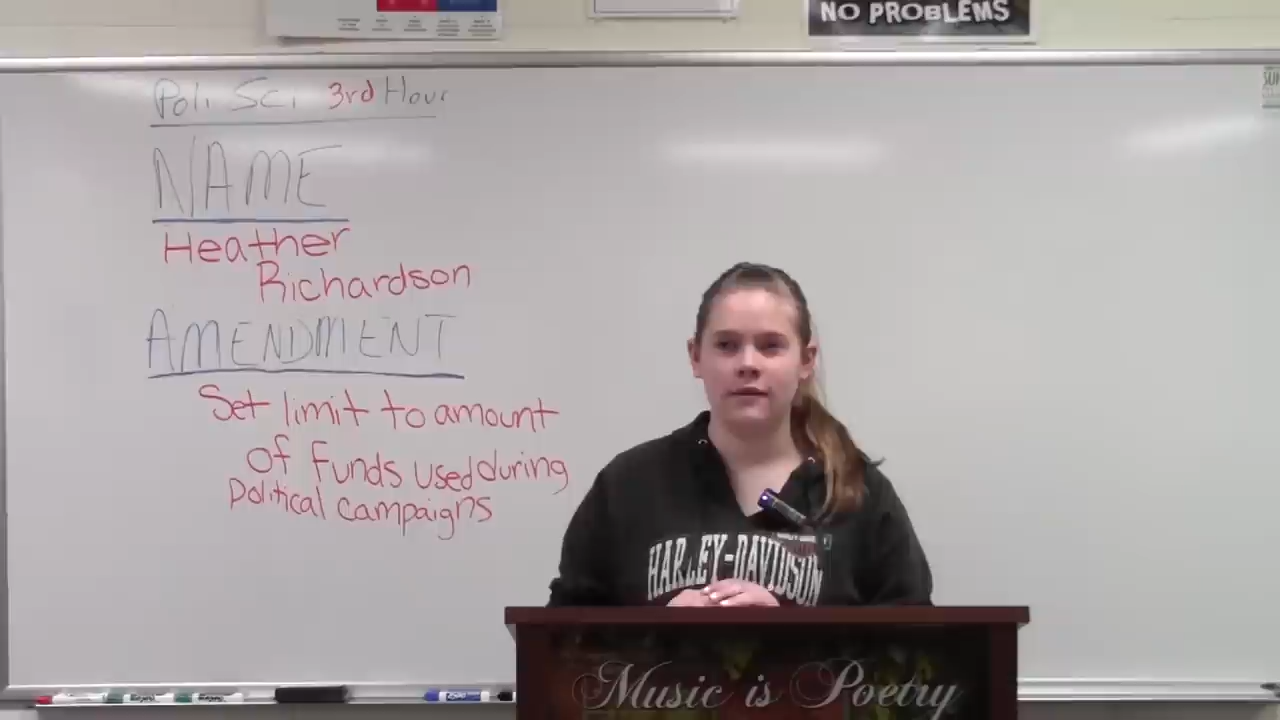 NO PROBLEMS
Poli Sci 3rd Hour
NAME
Heather
Richardson
AMENDMENT
Set limit to amount
of funds used during
Political campaigns
HARLEY-DAVIDSON
Music is Poetry